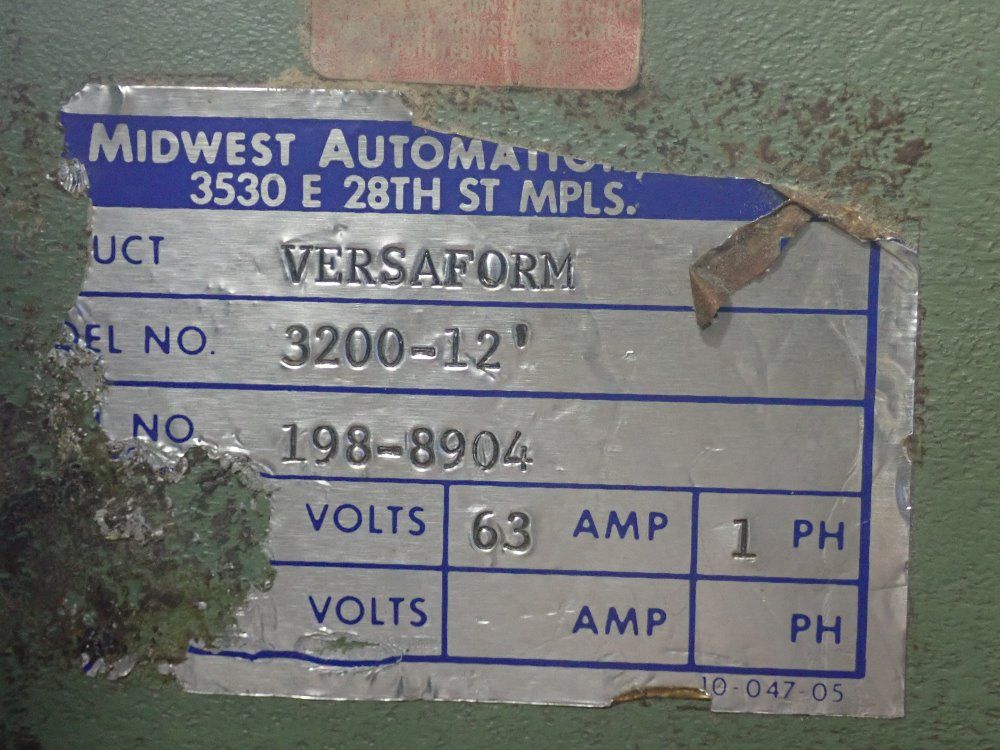 MIDWEST AUTOMATION,
3530 E 28TH ST MPLS.
UCT VERSAFORM
DEL NO. 3200-12'
NO 198-8904
VOLTS 63 AMP 1 PH
VOLTS AMP PH
10-047-05